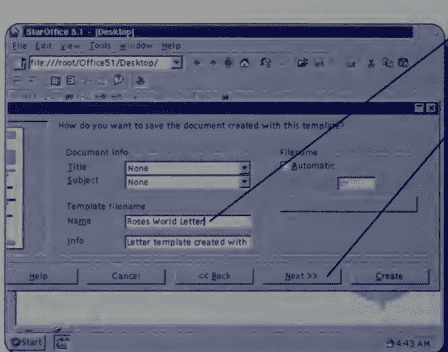 StarOffice 5.1 - [Desktop]
File Edit View Tools Window Help
file:///root/Office51/Desktop/
How do you want to save the document created with this template?
Document Info
Filename
Title None
Automatic
Subject None
Template Filename
Name Roses World Letter
Info Letter template created with
Help Cancel << Back Next >> Create
Start
4:43 AM